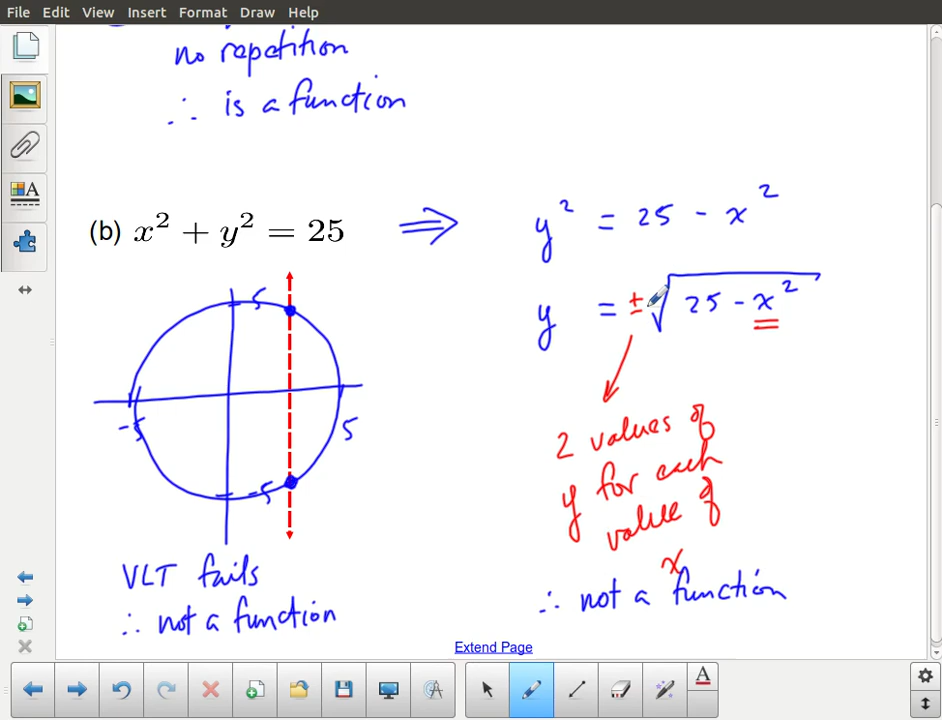 File Edit View Insert Format Draw Help
no repetition
∴ is a function
(b) x² + y² = 25 ⇒ y² = 25 - x²
y = ± √(25 - x²)
5
-5
5
-5
2 values of
y for each
value of
x
VLT fails
∴ not a function
∴ not a function
Extend Page
A
A